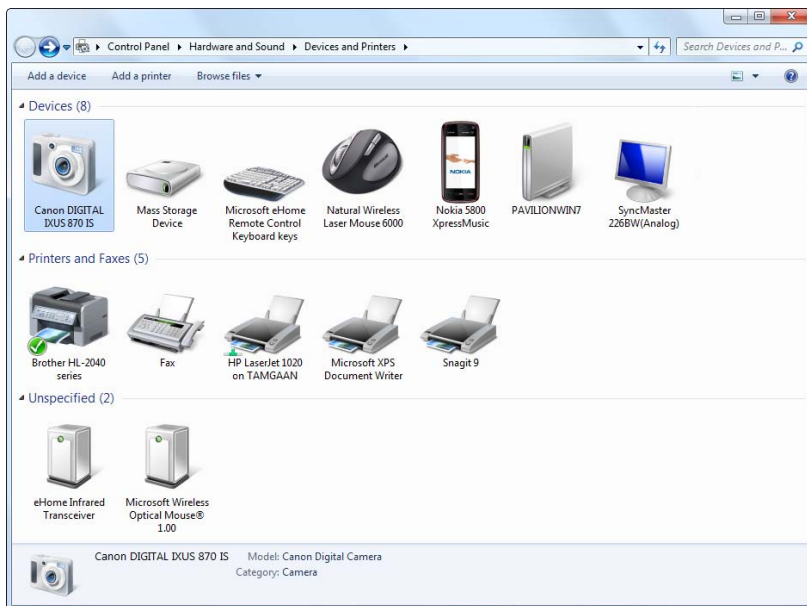 Control Panel ▸ Hardware and Sound ▸ Devices and Printers ▸
Search Devices and P...
Add a device Add a printer Browse files
Devices (8)
NOKIA
Canon DIGITAL
IXUS 870 IS
Mass Storage
Device
Microsoft eHome
Remote Control
Keyboard keys
Natural Wireless
Laser Mouse 6000
Nokia 5800
XpressMusic
PAVILIONWIN7
SyncMaster
226BW(Analog)
Printers and Faxes (5)
Brother HL-2040
series
Fax
HP LaserJet 1020
on TAMGAAN
Microsoft XPS
Document Writer
Snagit 9
Unspecified (2)
eHome Infrared
Transceiver
Microsoft Wireless
Optical Mouse®
1.00
Canon DIGITAL IXUS 870 IS Model: Canon Digital Camera
Category: Camera